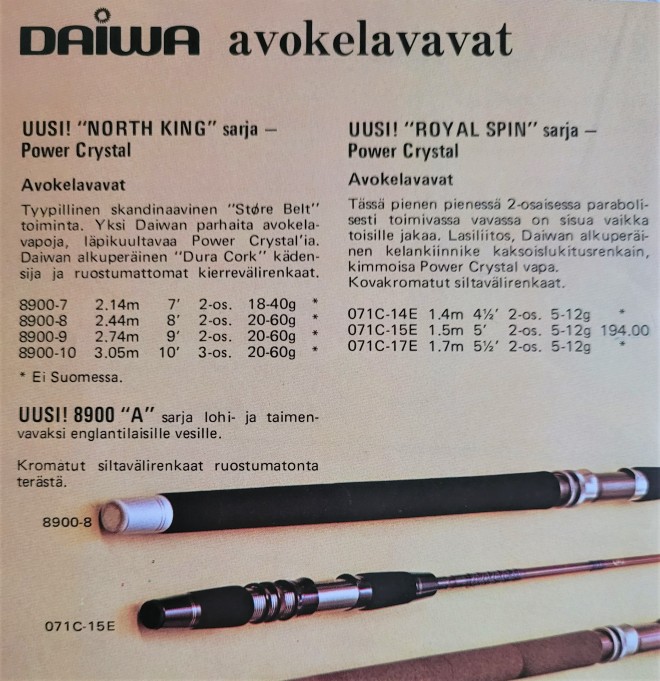 DAIWA avokelavavat
UUSI! "NORTH KING" sarja –
Power Crystal
Avokelavavat
Tyypillinen skandinaavinen "Støre Belt"
toiminta. Yksi Daiwan parhaita avokela-
vapoja, läpikuultavaa Power Crystal'ia.
Daiwan alkuperäinen "Dura Cork" käden-
sija ja ruostumattomat kierrevälirenkaat.
8900-7 2.14m 7' 2-os. 18-40g *
8900-8 2.44m 8' 2-os. 20-60g *
8900-9 2.74m 9' 2-os. 20-60g *
8900-10 3.05m 10' 3-os. 20-60g *
* Ei Suomessa.
UUSI! 8900 "A" sarja lohi- ja taimen-
vavaksi englantilaisille vesille.
Kromatut siltavälirenkaat ruostumatonta
terästä.
UUSI! "ROYAL SPIN" sarja –
Power Crystal
Avokelavavat
Tässä pienen pienessä 2-osaisessa paraboli-
sesti toimivassa vavassa on sisua vaikka
toisille jakaa. Lasiliitos, Daiwan alkuperäi-
nen kelankiinnike kaksoislukitusrenkain,
kimmoisa Power Crystal vapa.
Kovakromatut siltavälirenkaat.
071C-14E 1.4m 4½' 2-os. 5-12g *
071C-15E 1.5m 5' 2-os. 5-12g 194.00
071C-17E 1.7m 5½' 2-os. 5-12g *
8900-8
071C-15E